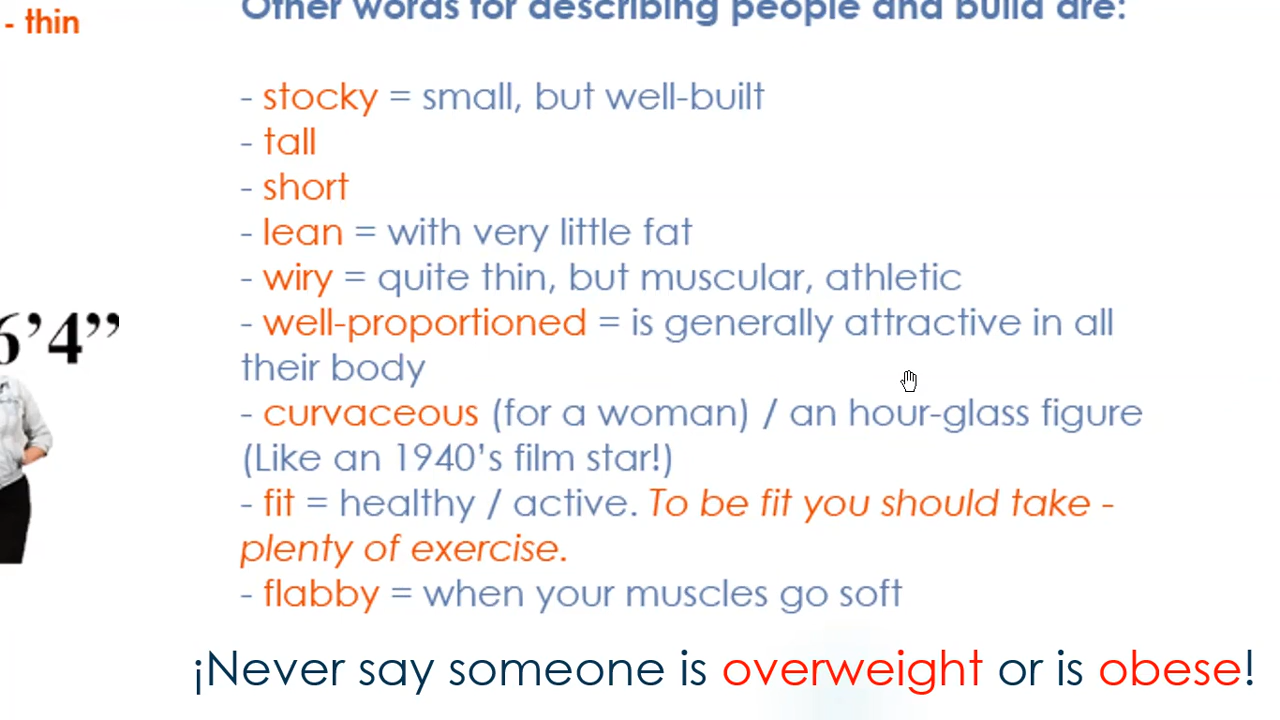 - thin
Other words for describing people and build are:
- stocky = small, but well-built
- tall
- short
- lean = with very little fat
- wiry = quite thin, but muscular, athletic
6’4”
- well-proportioned = is generally attractive in all
their body
- curvaceous (for a woman) / an hour-glass figure
(Like an 1940’s film star!)
- fit = healthy / active. To be fit you should take -
plenty of exercise.
- flabby = when your muscles go soft
¡Never say someone is overweight or is obese!